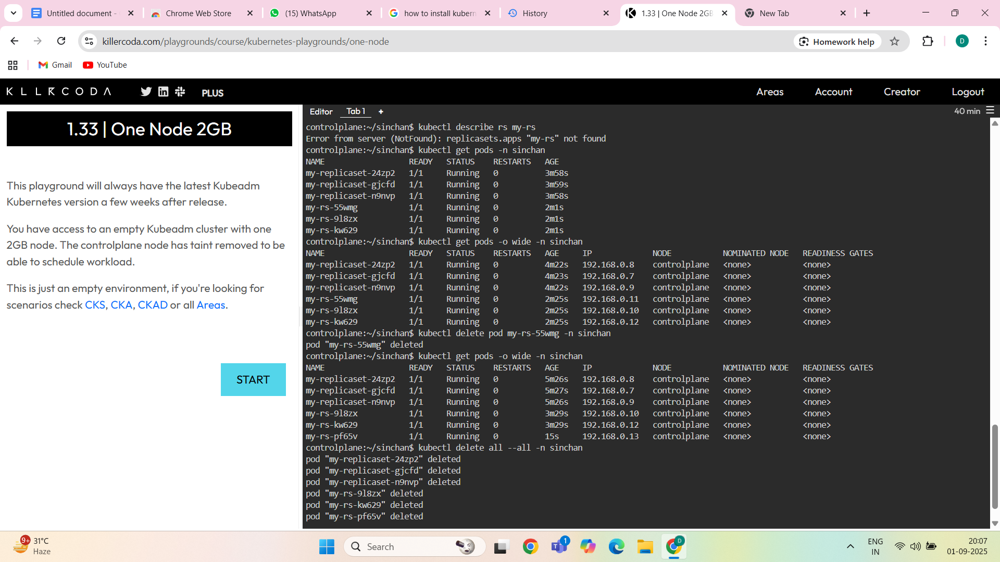 Untitled document -
Chrome Web Store
(15) WhatsApp
how to install kubern
History
1.33 | One Node 2GB
New Tab
killercoda.com/playgrounds/course/kubernetes-playgrounds/one-node
Homework help
D
Gmail
YouTube
KLLRCODA
PLUS
Areas
Account
Creator
Logout
1.33 | One Node 2GB
This playground will always have the latest Kubeadm
Kubernetes version a few weeks after release.
You have access to an empty Kubeadm cluster with one
2GB node. The controlplane node has taint removed to be
able to schedule workload.
This is just an empty environment, if you're looking for
scenarios check CKS, CKA, CKAD or all Areas.
START
Editor Tab 1 +
40 min
controlplane:~/sinchan$ kubectl describe rs my-rs
Error from server (NotFound): replicasets.apps "my-rs" not found
controlplane:~/sinchan$ kubectl get pods -n sinchan
NAME READY STATUS RESTARTS AGE
my-replicaset-24zp2 1/1 Running 0 3m58s
my-replicaset-gjcfd 1/1 Running 0 3m59s
my-replicaset-n9nvp 1/1 Running 0 3m58s
my-rs-55wmg 1/1 Running 0 2m1s
my-rs-9l8zx 1/1 Running 0 2m1s
my-rs-kw629 1/1 Running 0 2m1s
controlplane:~/sinchan$ kubectl get pods -o wide -n sinchan
NAME READY STATUS RESTARTS AGE IP NODE NOMINATED NODE READINESS GATES
my-replicaset-24zp2 1/1 Running 0 4m22s 192.168.0.8 controlplane <none> <none>
my-replicaset-gjcfd 1/1 Running 0 4m23s 192.168.0.7 controlplane <none> <none>
my-replicaset-n9nvp 1/1 Running 0 4m22s 192.168.0.9 controlplane <none> <none>
my-rs-55wmg 1/1 Running 0 2m25s 192.168.0.11 controlplane <none> <none>
my-rs-9l8zx 1/1 Running 0 2m25s 192.168.0.10 controlplane <none> <none>
my-rs-kw629 1/1 Running 0 2m25s 192.168.0.12 controlplane <none> <none>
controlplane:~/sinchan$ kubectl delete pod my-rs-55wmg -n sinchan
pod "my-rs-55wmg" deleted
controlplane:~/sinchan$ kubectl get pods -o wide -n sinchan
NAME READY STATUS RESTARTS AGE IP NODE NOMINATED NODE READINESS GATES
my-replicaset-24zp2 1/1 Running 0 5m26s 192.168.0.8 controlplane <none> <none>
my-replicaset-gjcfd 1/1 Running 0 5m27s 192.168.0.7 controlplane <none> <none>
my-replicaset-n9nvp 1/1 Running 0 5m26s 192.168.0.9 controlplane <none> <none>
my-rs-9l8zx 1/1 Running 0 3m29s 192.168.0.10 controlplane <none> <none>
my-rs-kw629 1/1 Running 0 3m29s 192.168.0.12 controlplane <none> <none>
my-rs-pf65v 1/1 Running 0 15s 192.168.0.13 controlplane <none> <none>
controlplane:~/sinchan$ kubectl delete all --all -n sinchan
pod "my-replicaset-24zp2" deleted
pod "my-replicaset-gjcfd" deleted
pod "my-replicaset-n9nvp" deleted
pod "my-rs-9l8zx" deleted
pod "my-rs-kw629" deleted
pod "my-rs-pf65v" deleted
9+
31°C
Haze
Search
1
D
ENG
IN
20:07
01-09-2025